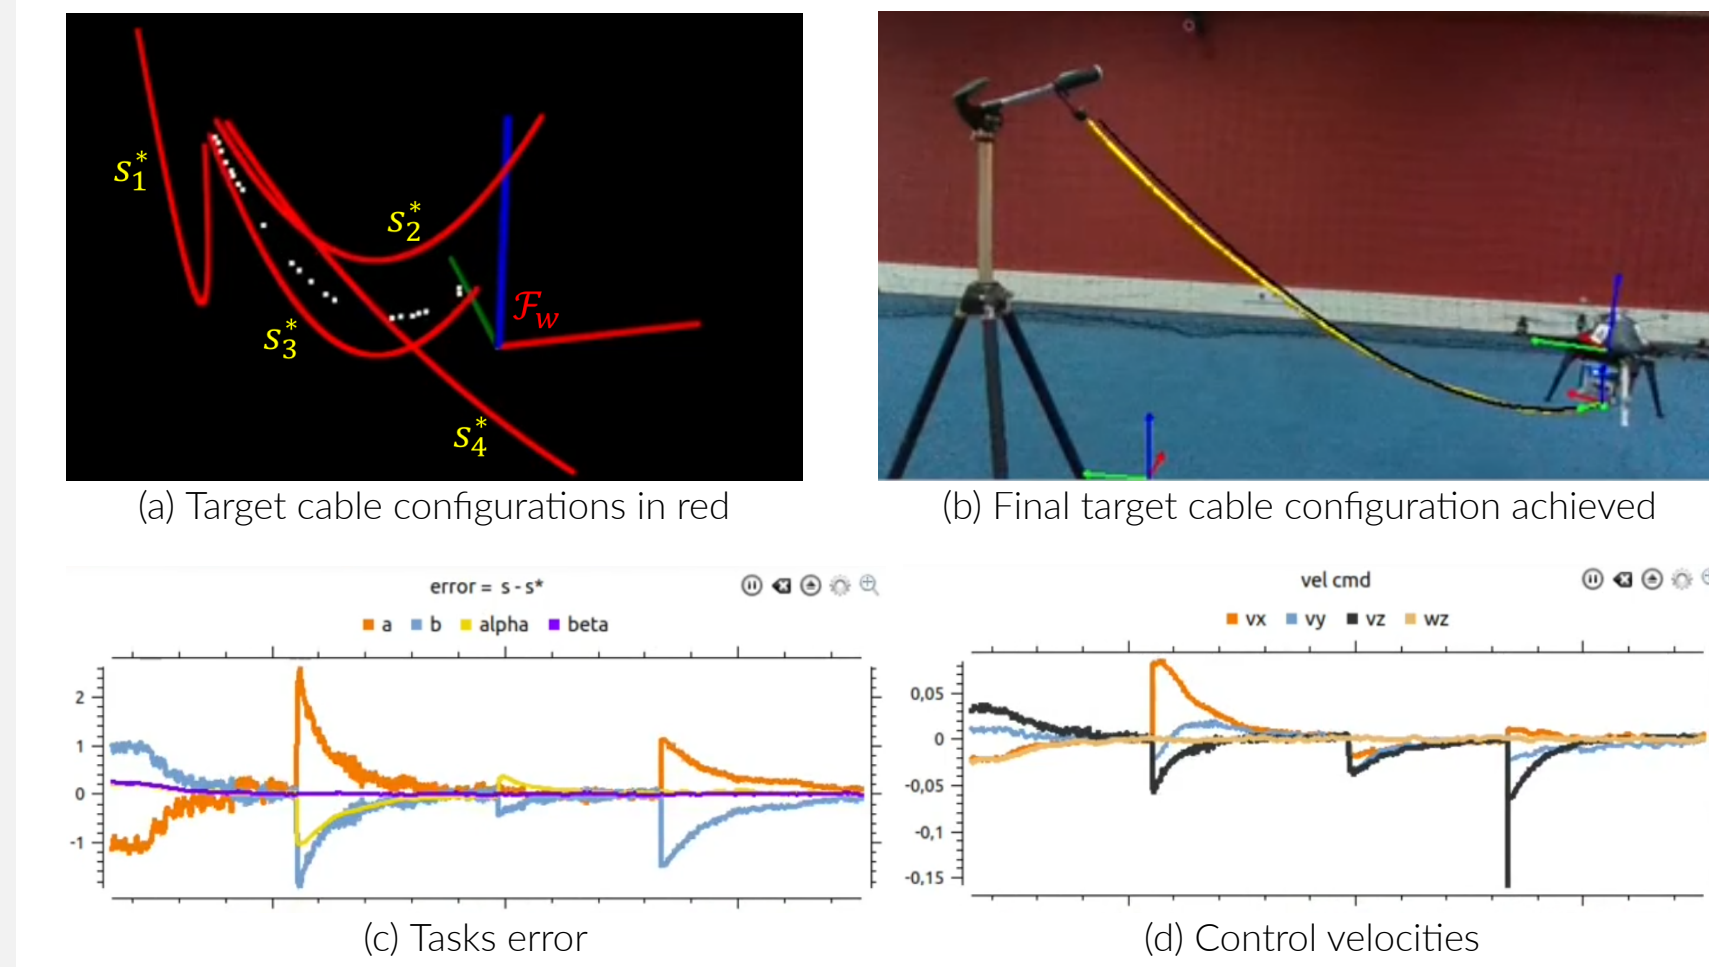 s₁*
s₂*
s₃*
s₄*
ℱw
(a) Target cable configurations in red
(b) Final target cable configuration achieved
error = s - s*
a b alpha beta
2
1
0
-1
(c) Tasks error
vel cmd
vx vy vz wz
0,05
0
-0,05
-0,1
-0,15
(d) Control velocities